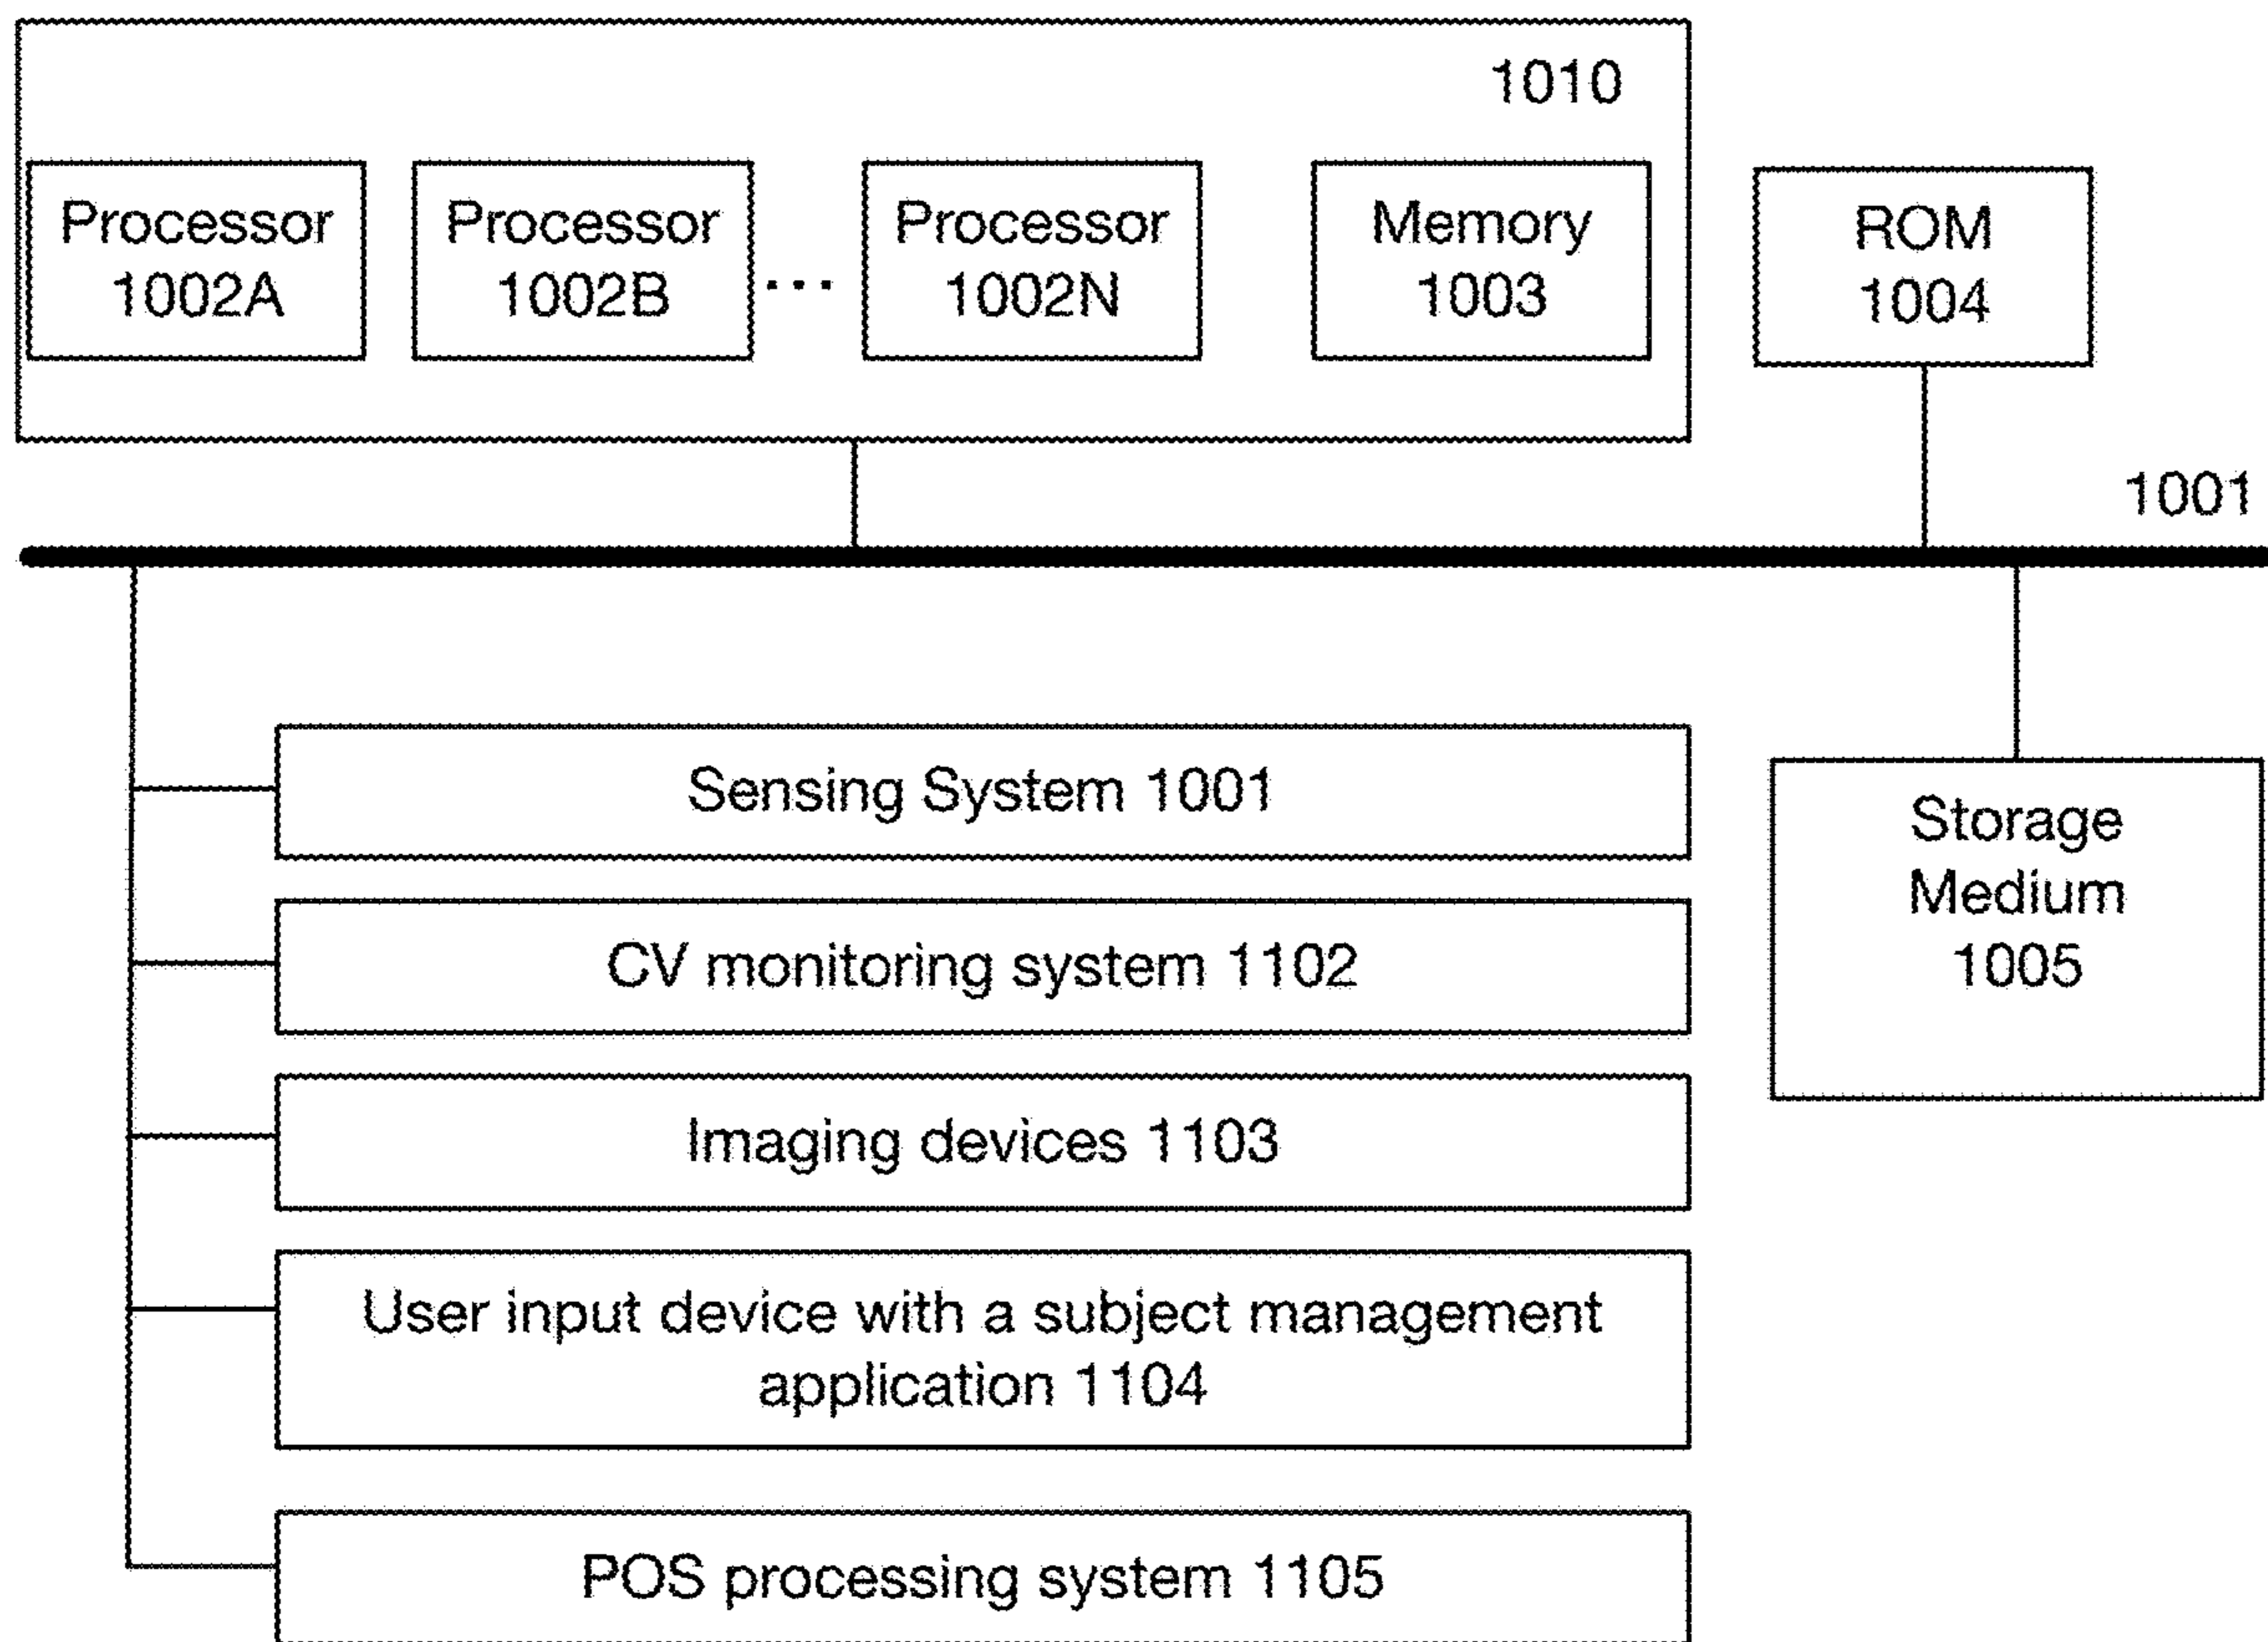 1010
Processor
1002A
Processor
1002B
...
Processor
1002N
Memory
1003
ROM
1004
1001
Sensing System 1001
CV monitoring system 1102
Imaging devices 1103
User input device with a subject management
application 1104
POS processing system 1105
Storage
Medium
1005